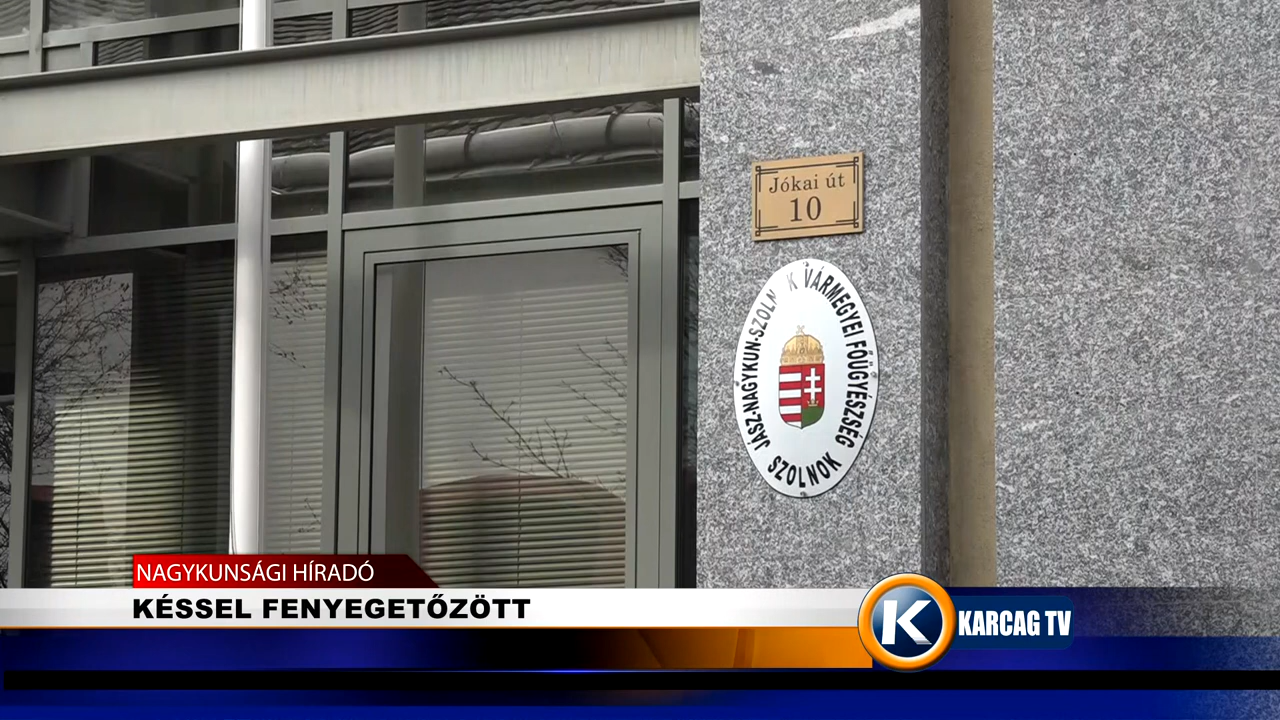 Jókai út
10
JÁSZ-NAGYKUN-SZOLNOK VÁRMEGYEI FŐÜGYÉSZSÉG
SZOLNOK
NAGYKUNSÁGI HÍRADÓ
KÉSSEL FENYEGETŐZÖTT
K KARCAG TV